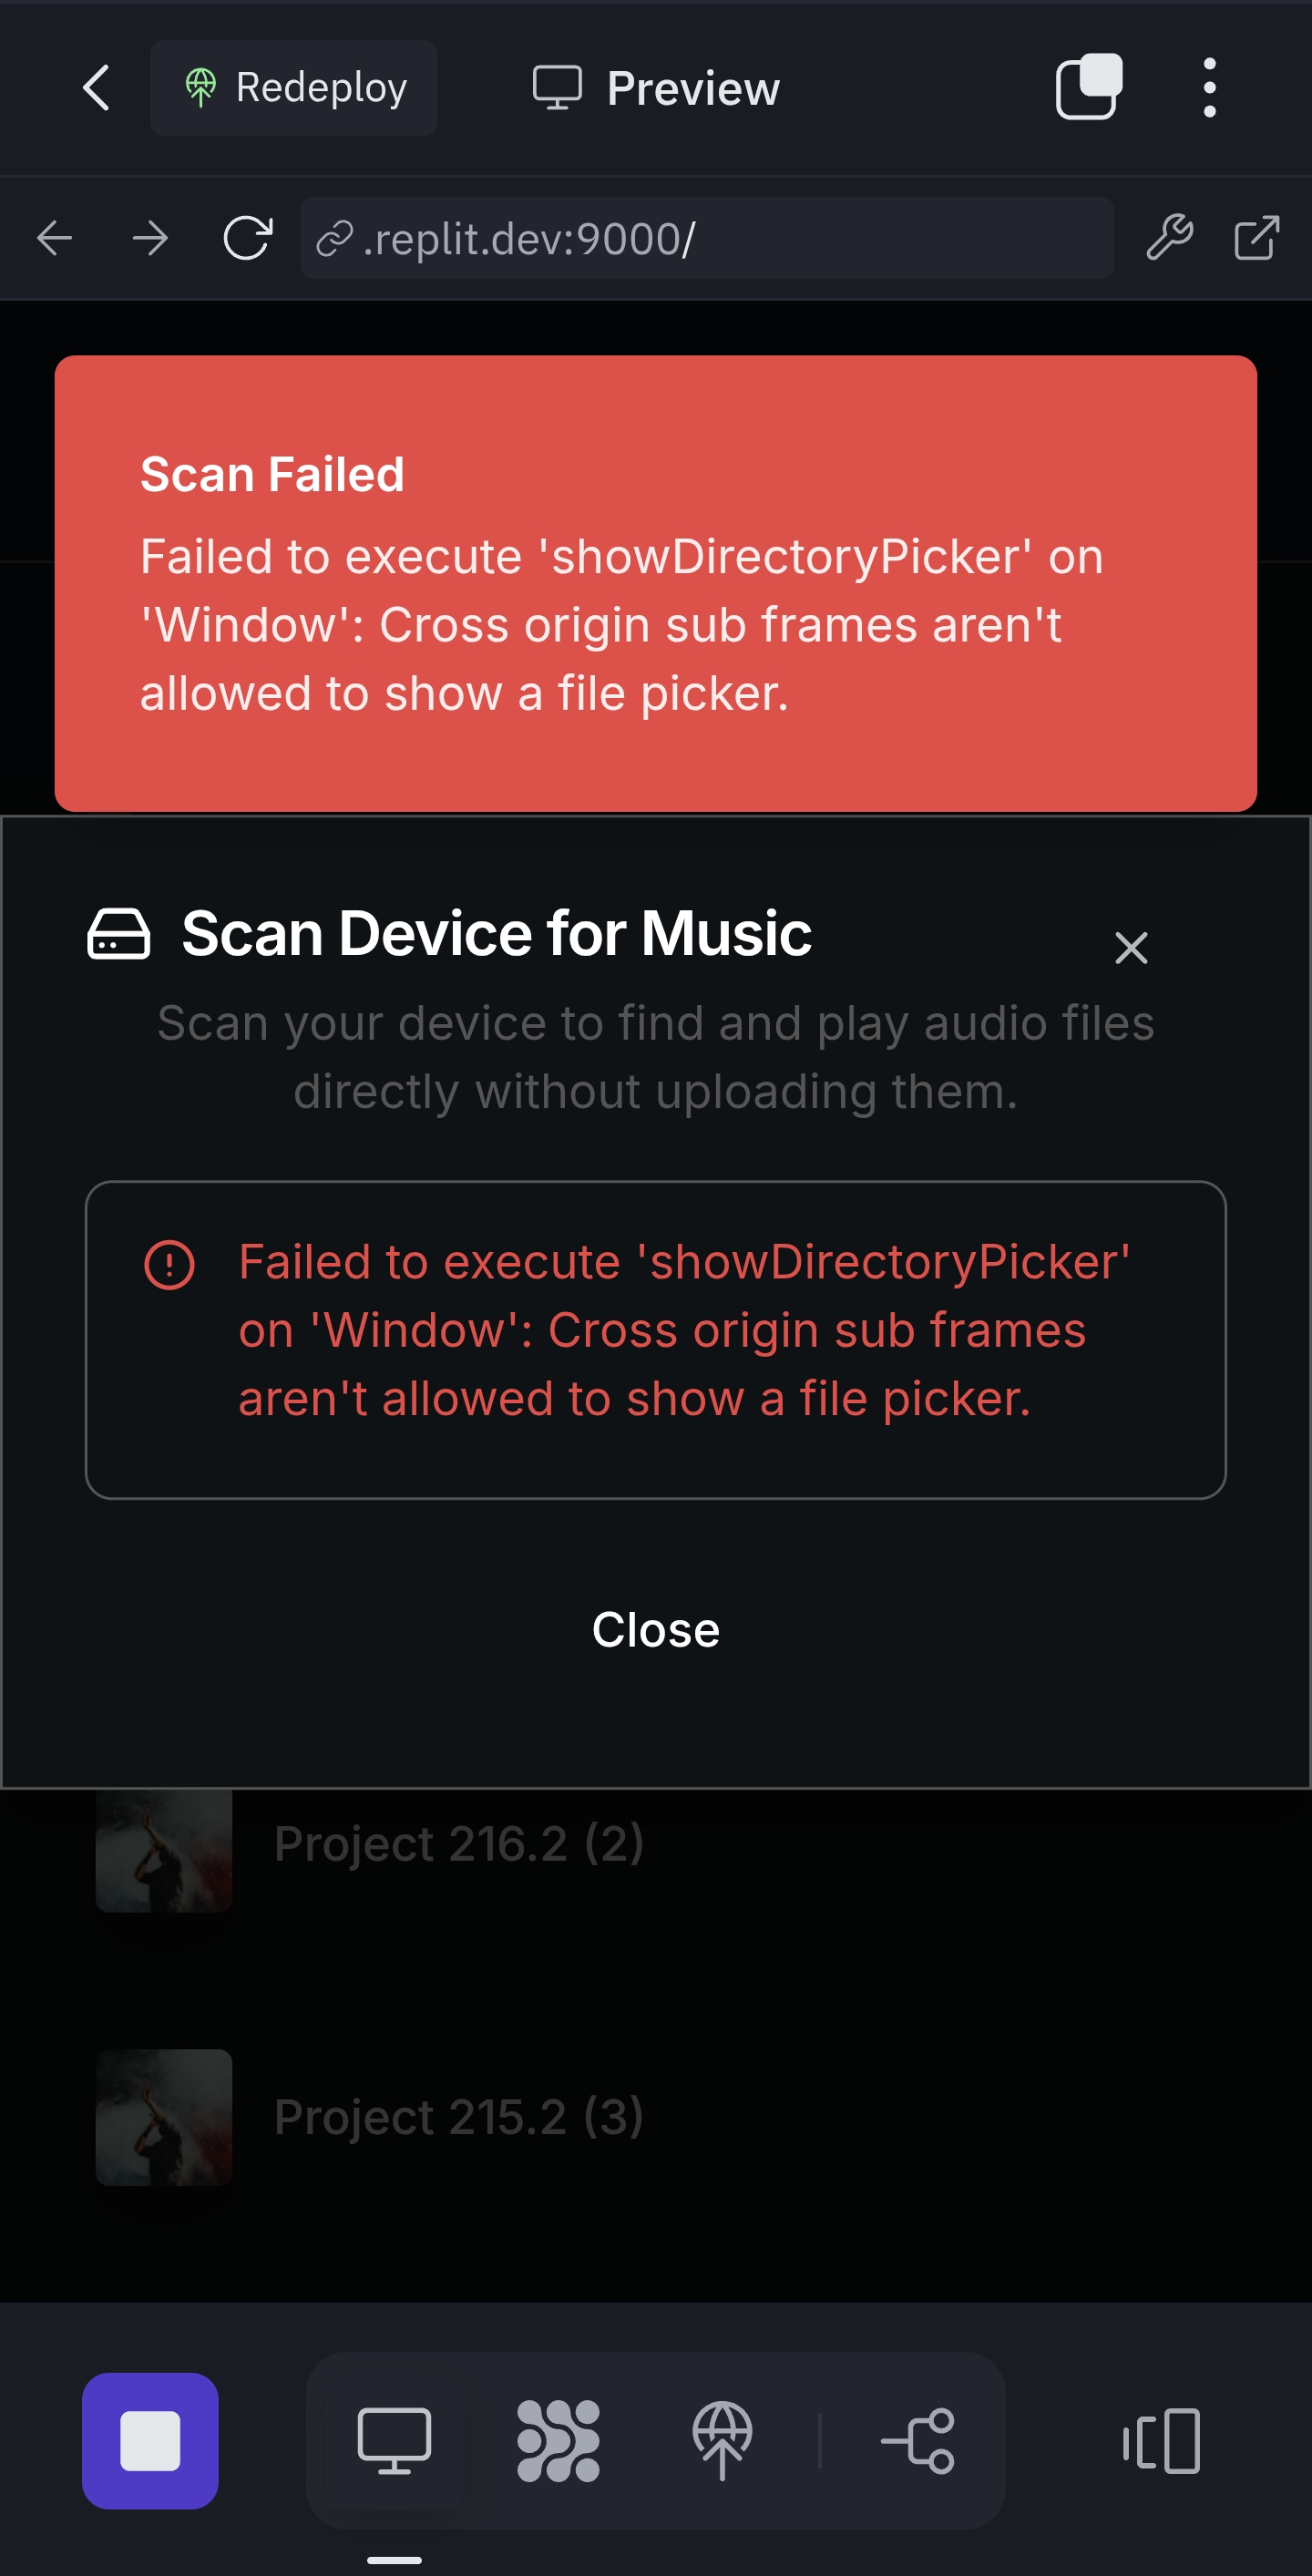 Redeploy
Preview
.replit.dev:9000/
Scan Failed
Failed to execute 'showDirectoryPicker' on
'Window': Cross origin sub frames aren't
allowed to show a file picker.
Scan Device for Music
Scan your device to find and play audio files
directly without uploading them.
Failed to execute 'showDirectoryPicker'
on 'Window': Cross origin sub frames
aren't allowed to show a file picker.
Close
Project 216.2 (2)
Project 215.2 (3)